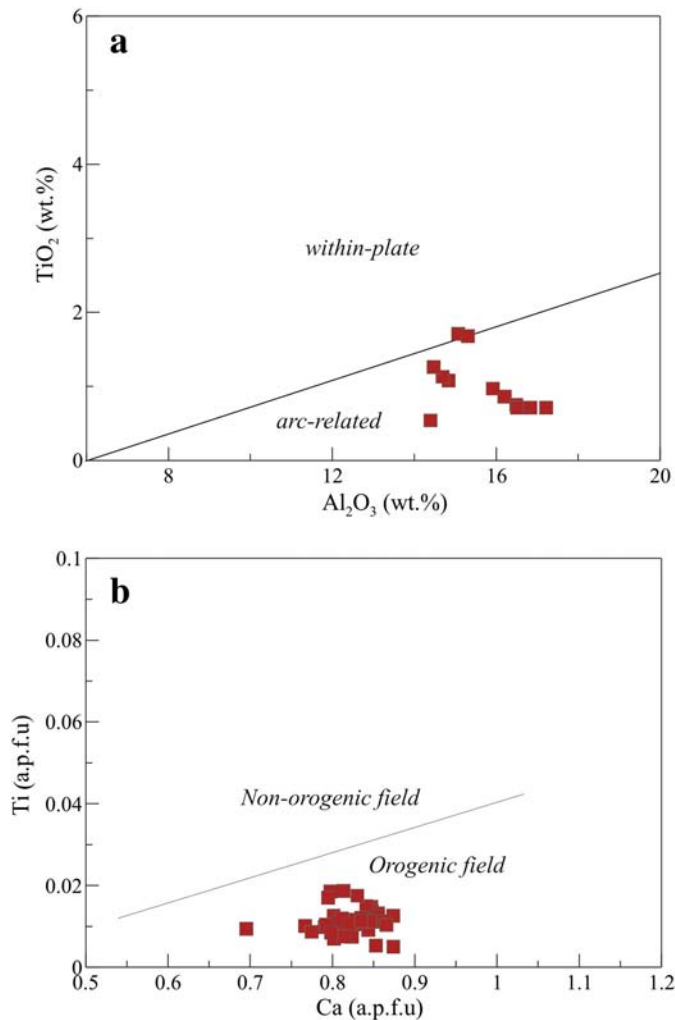 a
6
4
2
0
TiO₂ (wt.%)
within-plate
arc-related
8 12 16 20
Al₂O₃ (wt.%)
b
0.1
0.08
0.06
0.04
0.02
0
Ti (a.p.f.u)
Non-orogenic field
Orogenic field
0.5 0.6 0.7 0.8 0.9 1 1.1 1.2
Ca (a.p.f.u)